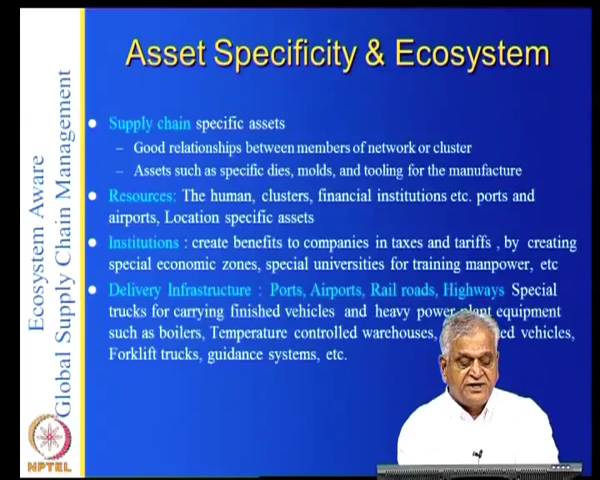 Asset Specificity & Ecosystem
Ecosystem Aware
Global Supply Chain Management
● Supply chain specific assets
– Good relationships between members of network or cluster
– Assets such as specific dies, molds, and tooling for the manufacture
● Resources: The human, clusters, financial institutions etc. ports and
airports, Location specific assets
● Institutions : create benefits to companies in taxes and tariffs , by creating
special economic zones, special universities for training manpower, etc
● Delivery Infrastructure : Ports, Airports, Rail roads, Highways Special
trucks for carrying finished vehicles and heavy power plant equipment
such as boilers, Temperature controlled warehouses, vehicles,
Forklift trucks, guidance systems, etc.
NPTEL